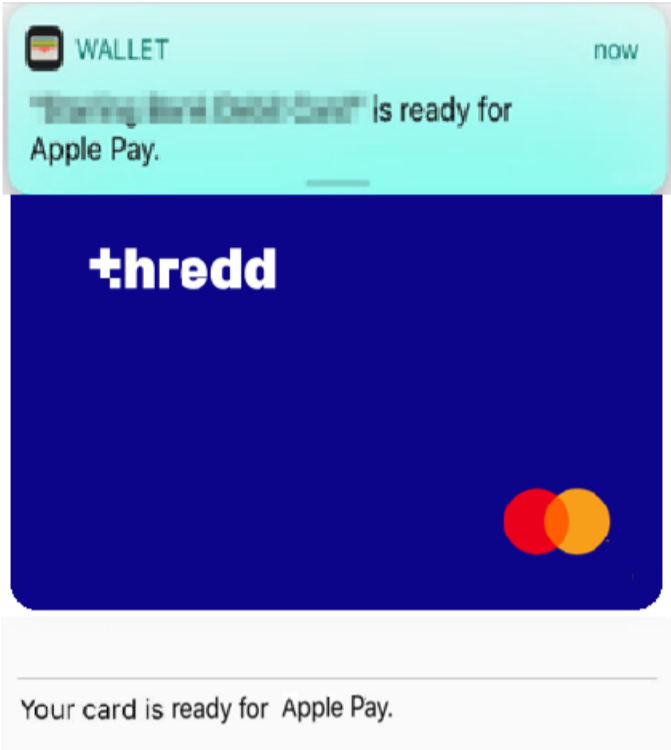 WALLET now
is ready for
Apple Pay.
thredd
Your card is ready for Apple Pay.